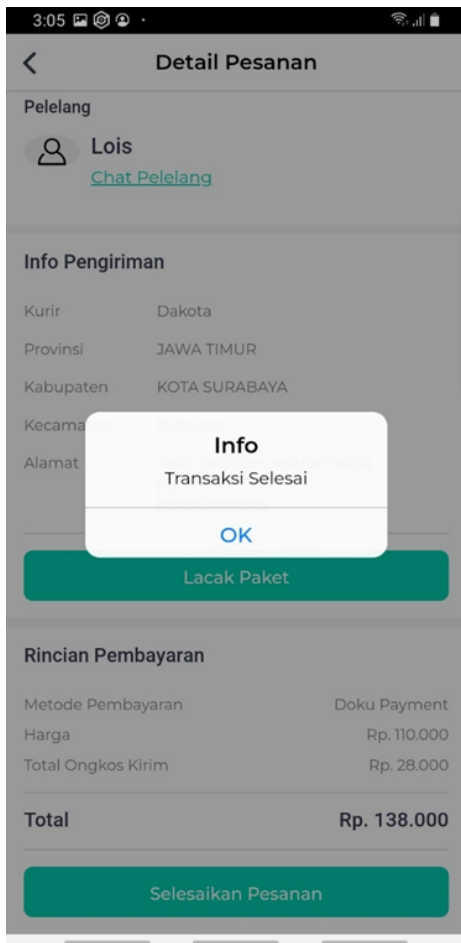 3:05
Detail Pesanan
Pelelang
Lois
Chat Pelelang
Info Pengiriman
Kurir Dakota
Provinsi JAWA TIMUR
Kabupaten KOTA SURABAYA
Alamat
Info
Transaksi Selesai
OK
Lacak Paket
Rincian Pembayaran
Metode Pembayaran Doku Payment
Harga Rp. 110.000
Total Ongkos Kirim Rp. 28.000
Total Rp. 138.000
Selesaikan Pesanan